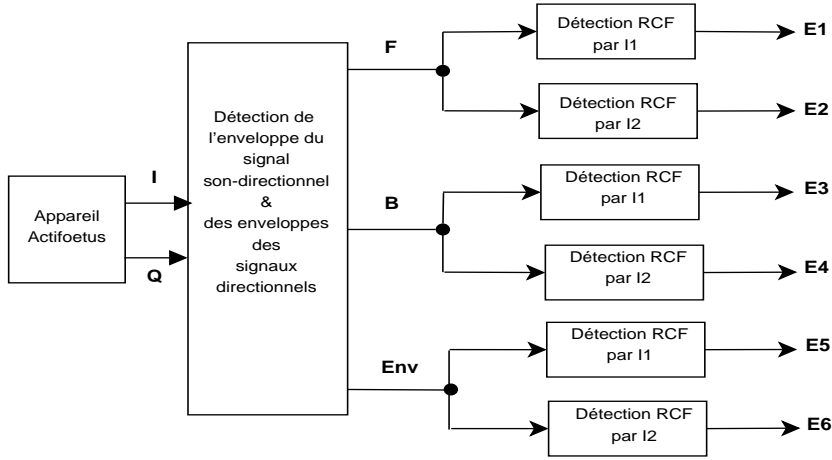 Appareil
Actifoetus
I
Q
Détection de
l'enveloppe du
signal
son-directionnel
&
des enveloppes
des
signaux
directionnels
F
Détection RCF
par I1
E1
Détection RCF
par I2
E2
B
Détection RCF
par I1
E3
Détection RCF
par I2
E4
Env
Détection RCF
par I1
E5
Détection RCF
par I2
E6